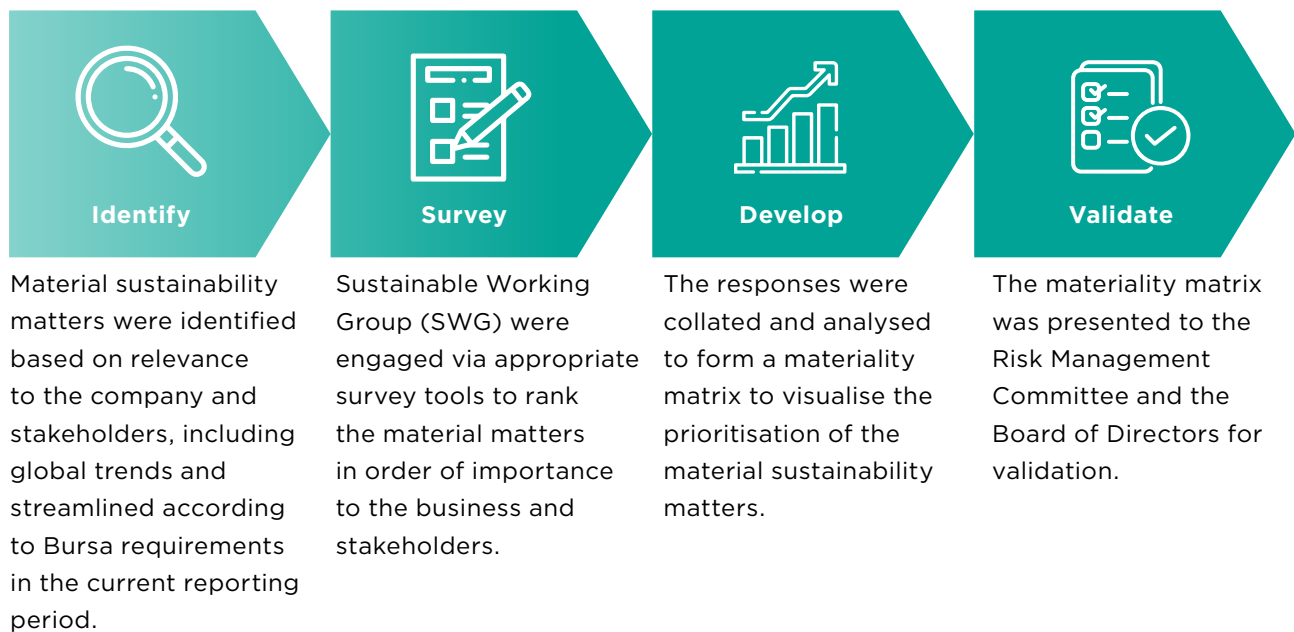 Identify
Material sustainability
matters were identified
based on relevance
to the company and
stakeholders, including
global trends and
streamlined according
to Bursa requirements
in the current reporting
period.
Survey
Sustainable Working
Group (SWG) were
engaged via appropriate
survey tools to rank
the material matters
in order of importance
to the business and
stakeholders.
Develop
The responses were
collated and analysed
to form a materiality
matrix to visualise the
prioritisation of the
material sustainability
matters.
Validate
The materiality matrix
was presented to the
Risk Management
Committee and the
Board of Directors for
validation.